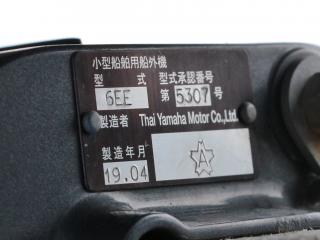 小型船舶用船外機
型 式 型式承認番号
6EE 第 5307 号
製造者 Thai Yamaha Motor Co.,Ltd.
製造年月
19.04 A